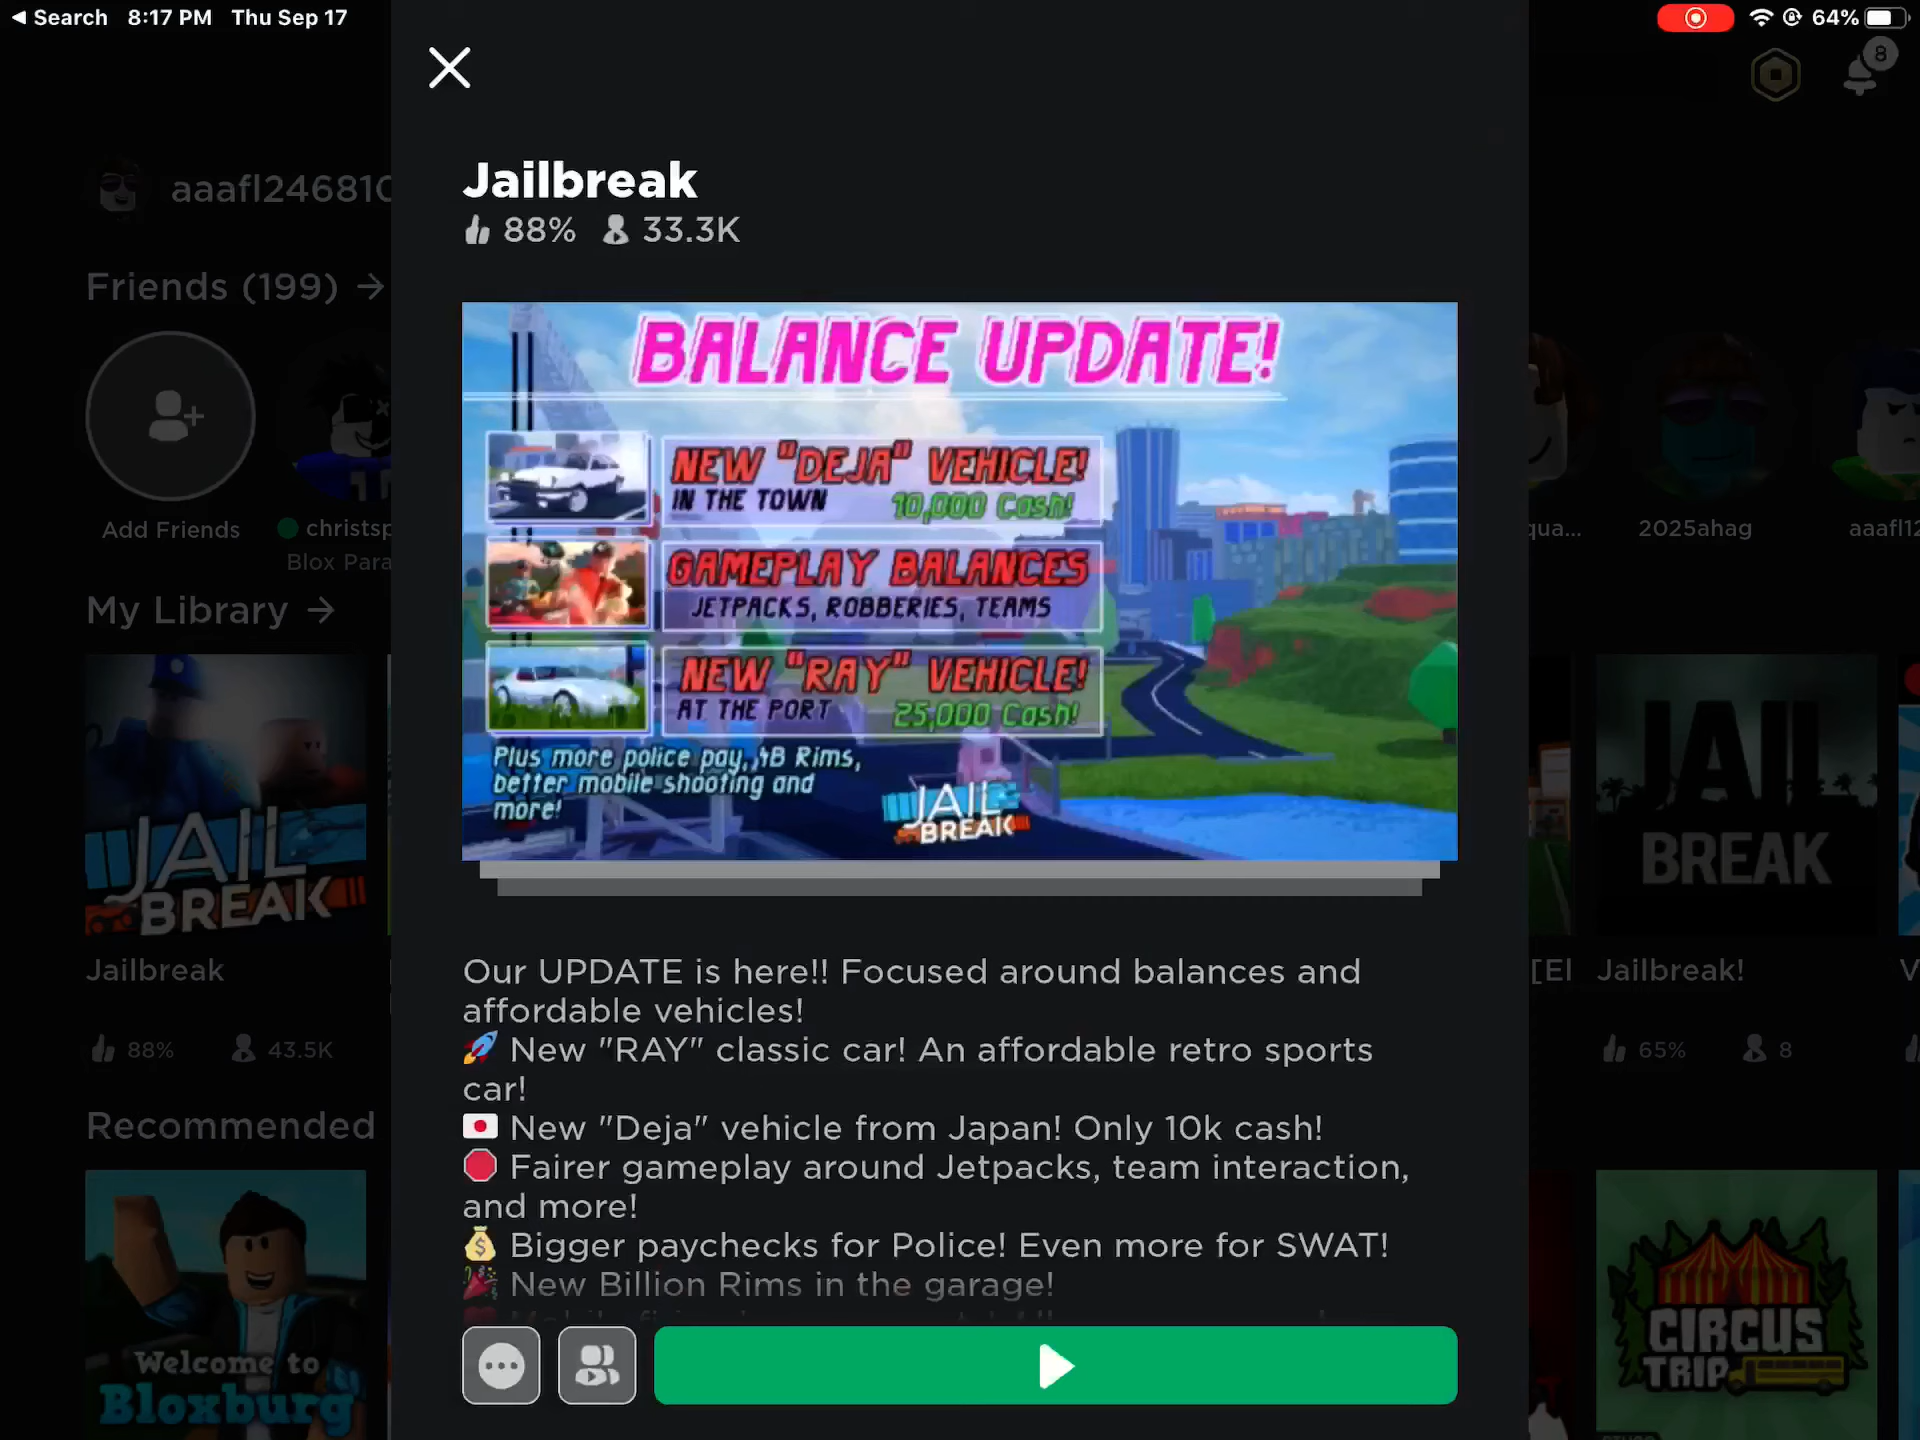 Search 8:17 PM Thu Sep 17
64%
8
aaafl246810
Friends (199) →
Add Friends
christsp
Blox Para
qua...
2025ahag
aaafl12
My Library →
JAIL
BREAK
Jailbreak
88% 43.5K
Recommended
Welcome to
Bloxburg
Jailbreak
88% 33.3K
BALANCE UPDATE!
NEW "DEJA" VEHICLE!
IN THE TOWN 10,000 Cash!
GAMEPLAY BALANCES
JETPACKS, ROBBERIES, TEAMS
NEW "RAY" VEHICLE!
AT THE PORT 25,000 Cash!
Plus more police pay, 1B Rims,
better mobile shooting and
more!
JAIL
BREAK
Our UPDATE is here!! Focused around balances and
affordable vehicles!
🚀 New "RAY" classic car! An affordable retro sports
car!
🇯🇵 New "Deja" vehicle from Japan! Only 10k cash!
🛑 Fairer gameplay around Jetpacks, team interaction,
and more!
💰 Bigger paychecks for Police! Even more for SWAT!
🎉 New Billion Rims in the garage!
JAIL
BREAK
[El
Jailbreak!
V
65% 8
CIRCUS
TRIP